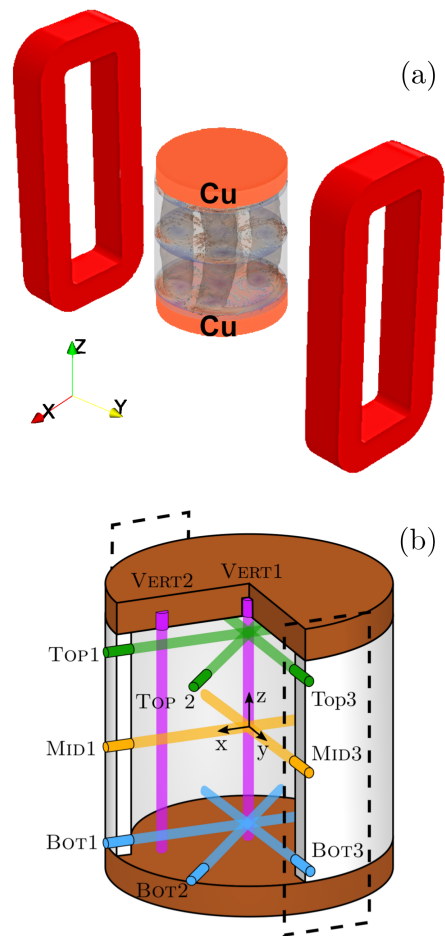 (a)
Cu
Cu
Z
X
Y
(b)
VERT2
VERT1
TOP1
TOP 2
TOP3
z
x
y
MID1
MID3
BOT1
BOT2
BOT3